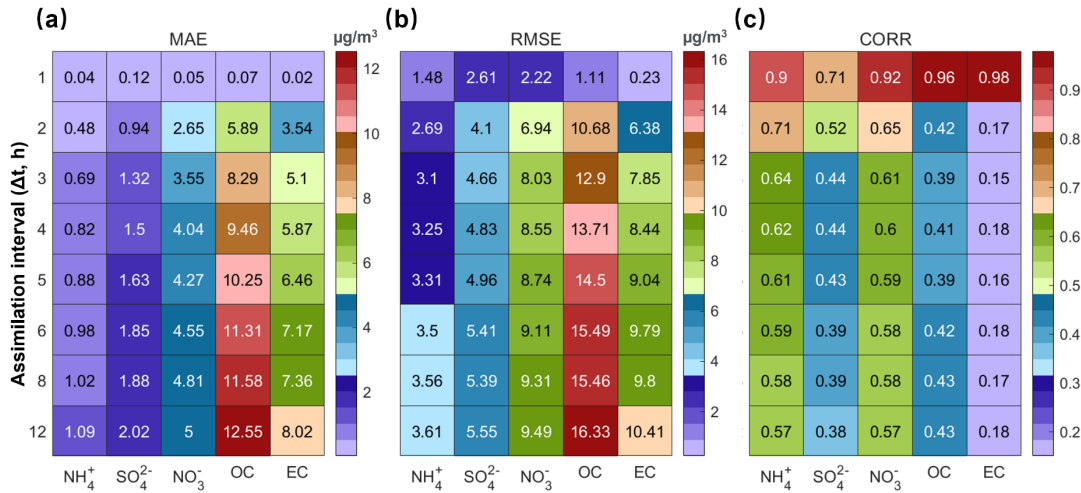 (a)
MAE
μg/m³
1 0.04 0.12 0.05 0.07 0.02
2 0.48 0.94 2.65 5.89 3.54
3 0.69 1.32 3.55 8.29 5.1
4 0.82 1.5 4.04 9.46 5.87
5 0.88 1.63 4.27 10.25 6.46
6 0.98 1.85 4.55 11.31 7.17
8 1.02 1.88 4.81 11.58 7.36
12 1.09 2.02 5 12.55 8.02
NH₄⁺ SO₄²⁻ NO₃⁻ OC EC
Assimilation interval (Δt, h)
12
10
8
6
4
2
(b)
RMSE
μg/m³
1.48 2.61 2.22 1.11 0.23
2.69 4.1 6.94 10.68 6.38
3.1 4.66 8.03 12.9 7.85
3.25 4.83 8.55 13.71 8.44
3.31 4.96 8.74 14.5 9.04
3.5 5.41 9.11 15.49 9.79
3.56 5.39 9.31 15.46 9.8
3.61 5.55 9.49 16.33 10.41
NH₄⁺ SO₄²⁻ NO₃⁻ OC EC
16
14
12
10
8
6
4
2
(c)
CORR
0.9 0.71 0.92 0.96 0.98
0.71 0.52 0.65 0.42 0.17
0.64 0.44 0.61 0.39 0.15
0.62 0.44 0.6 0.41 0.18
0.61 0.43 0.59 0.39 0.16
0.59 0.39 0.58 0.42 0.18
0.58 0.39 0.58 0.43 0.17
0.57 0.38 0.57 0.43 0.18
NH₄⁺ SO₄²⁻ NO₃⁻ OC EC
0.9
0.8
0.7
0.6
0.5
0.4
0.3
0.2